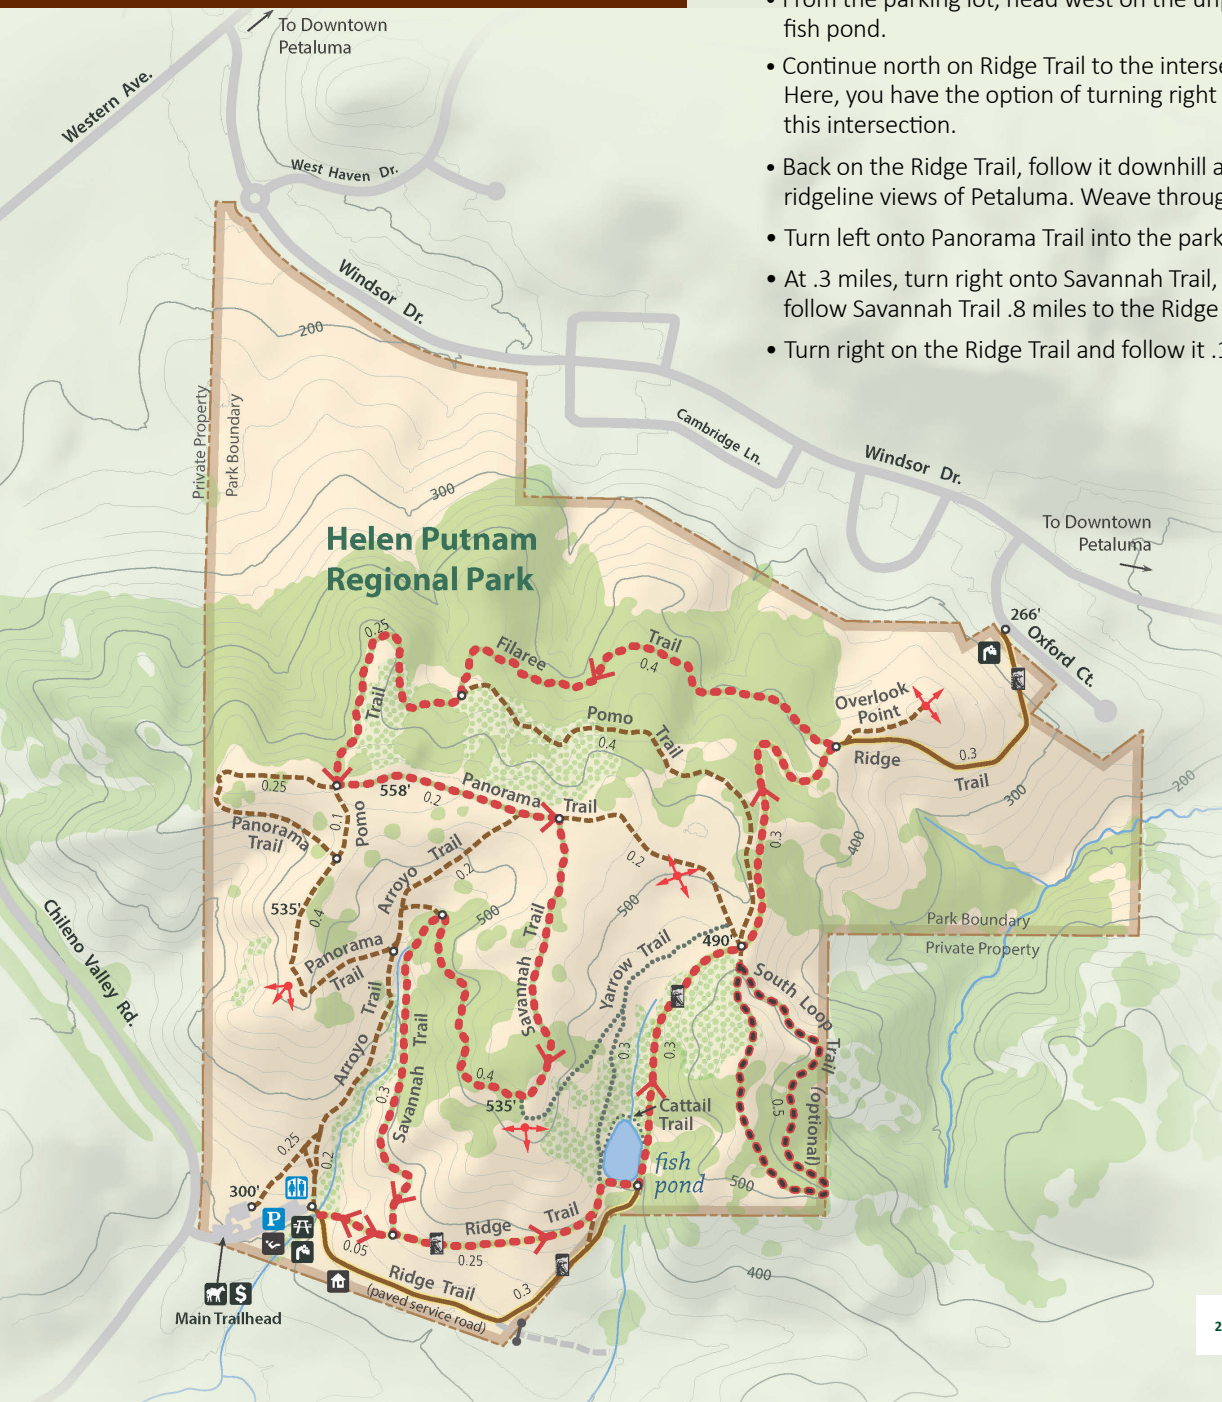 • From the parking lot, head west on the
fish pond.
• Continue north on Ridge Trail to the
Here, you have the option of turning right
this intersection.
• Back on the Ridge Trail, follow it downhill
ridgeline views of Petaluma. Weave
• Turn left onto Panorama Trail into the park
• At .3 miles, turn right onto Savannah Trail,
follow Savannah Trail .8 miles to the Ridge
• Turn right on the Ridge Trail and follow it
To Downtown
Petaluma
Western Ave.
West Haven Dr.
Windsor Dr.
200
Private Property
Park Boundary
Cambridge Ln.
Windsor Dr.
300
Helen Putnam
Regional Park
To Downtown
Petaluma
266'
Oxford Ct.
0.25
Trail
Filaree
Trail
0.4
Overlook
Point
Pomo
0.4
Trail
Ridge
0.3
Trail
300
200
0.25
558'
0.2
Panorama
Trail
Panorama
Trail
0.1
Pomo
Arroyo
Trail
0.2
0.2
0.3
400
Chileno Valley Rd.
535'
0.4
500
500
Panorama
Trail
Savannah
Trail
Yarrow Trail
490'
Park Boundary
Private Property
South Loop
Trail
(optional)
0.5
Arroyo
Trail
Savannah
Trail
0.3
0.4
535'
0.3
0.3
Cattail
Trail
fish
pond
500
0.25
0.2
300'
P
0.05
Ridge
Trail
0.25
Ridge Trail
(paved service road)
0.3
400
$
Main Trailhead
2